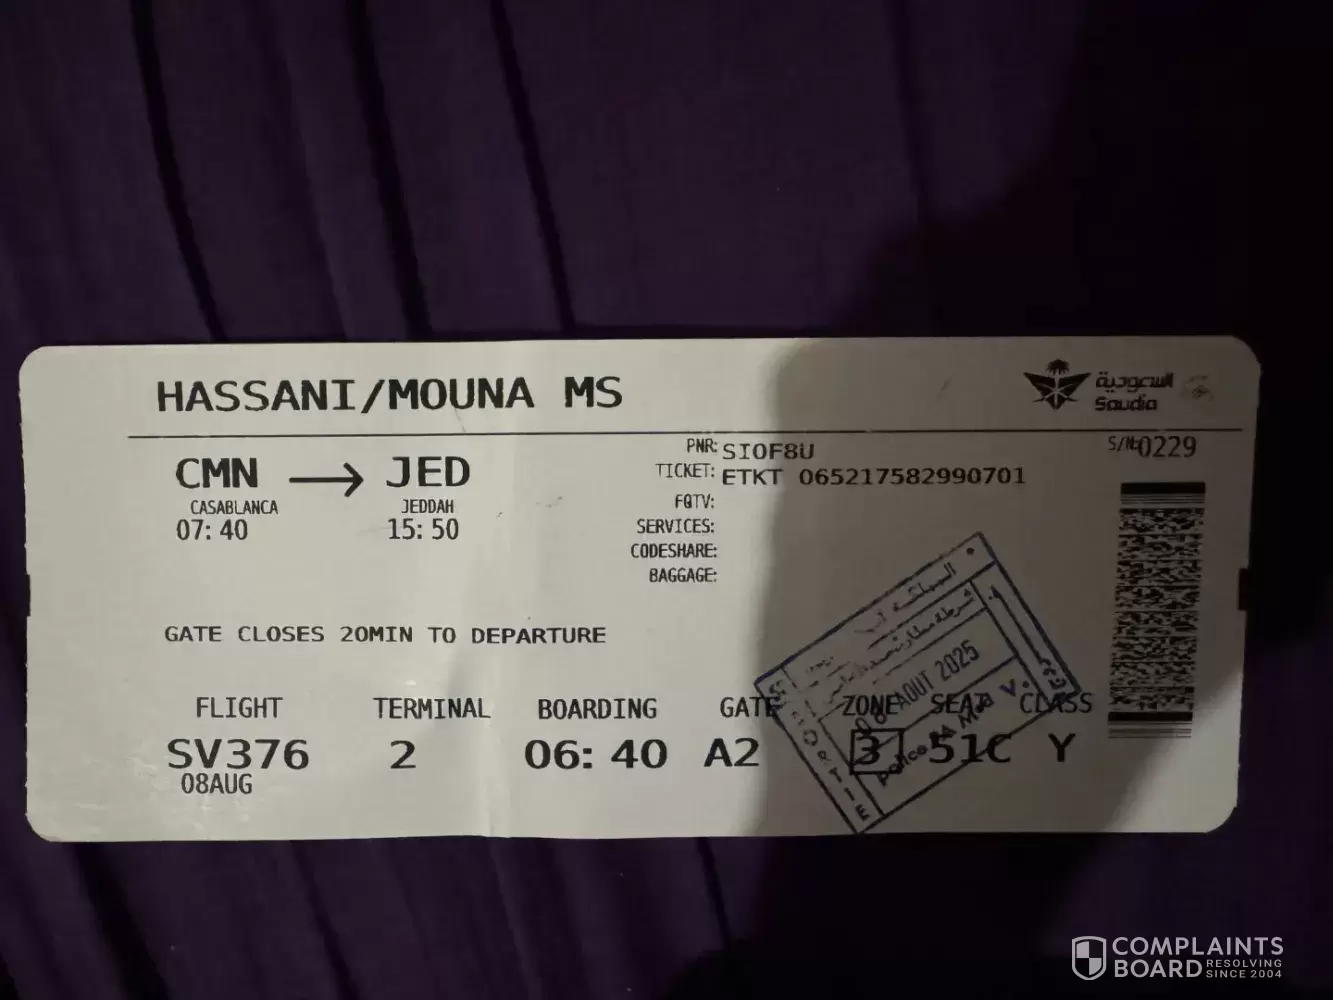 HASSANI/MOUNA MS
السعودية
Saudia
CMN → JED
CASABLANCA JEDDAH
07:40 15:50
PNR: SIOF8U
TICKET: ETKT 065217582990701
FQTV:
SERVICES:
CODESHARE:
BAGGAGE:
S/N:0229
GATE CLOSES 20MIN TO DEPARTURE
FLIGHT TERMINAL BOARDING GATE ZONE SEAT CLASS
SV376 2 06:40 A2 3 51C Y
08AUG
08 AOUT 2025
SORTIE
COMPLAINTS
BOARD RESOLVING
SINCE 2004